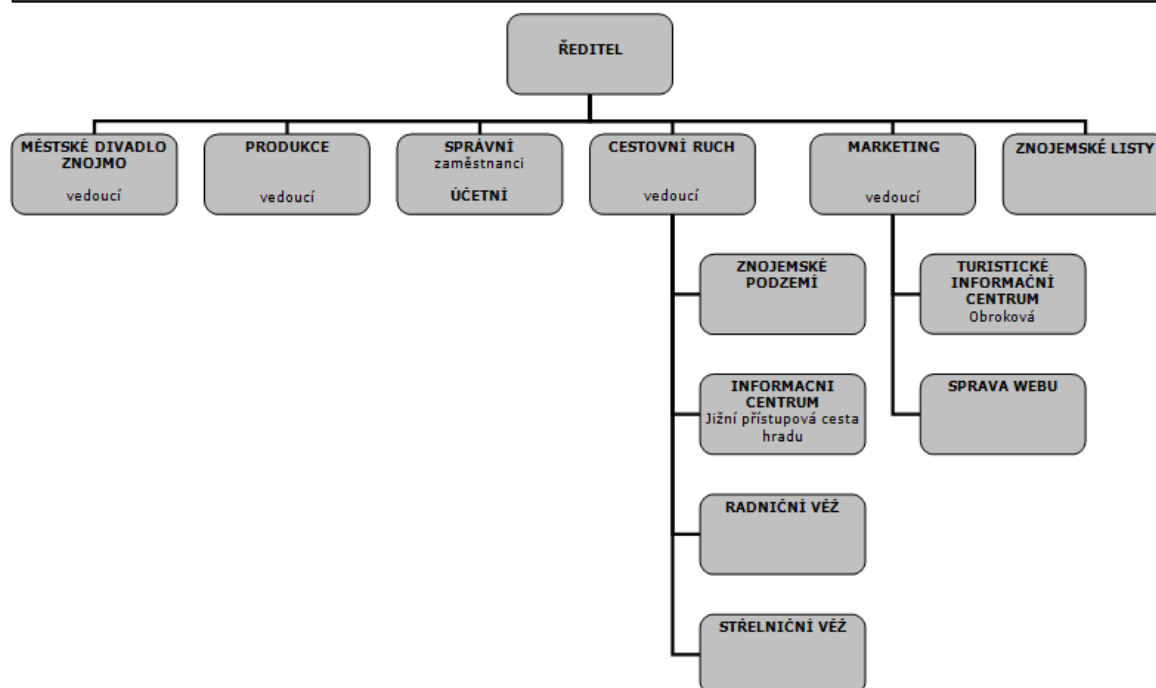 ŘEDITEL
MĚSTSKÉ DIVADLO
ZNOJMO
vedoucí
PRODUKCE
vedoucí
SPRÁVNÍ
zaměstnanci
ÚČETNÍ
CESTOVNÍ RUCH
vedoucí
MARKETING
vedoucí
ZNOJEMSKÉ LISTY
ZNOJEMSKÉ
PODZEMÍ
TURISTICKÉ
INFORMAČNÍ
CENTRUM
Obroková
INFORMACNI
CENTRUM
Jižní přístupová cesta
hradu
SPRAVA WEBU
RADNIČNÍ VĚŽ
STŘELNIČNÍ VĚŽ